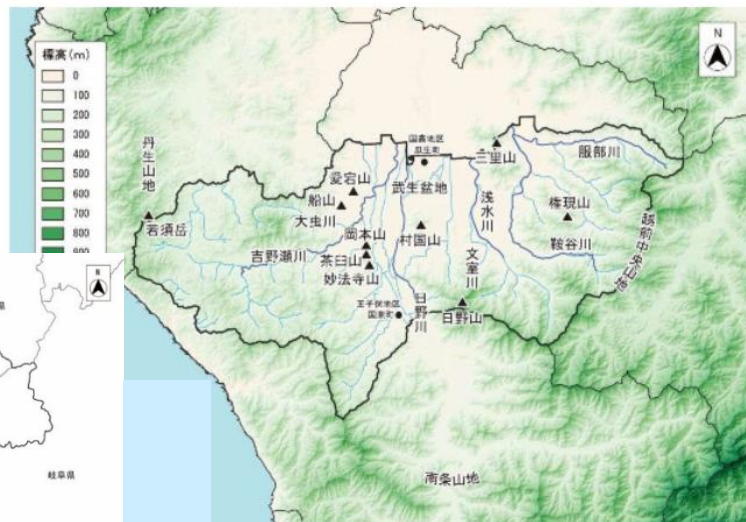 標高(m)
0
100
200
300
400
500
600
700
800
900
N
丹生山地
若須岳
愛宕山
船山
大虫川
吉野瀬川
岡本山
茶臼山
妙法寺山
国高地区
瓜生町
武生盆地
村国山
三里山
浅水川
文室川
日野川
日野山
王子保地区
国兼町
服部川
権現山
鞍谷川
越前中央山地
南条山地
N
県
岐阜県